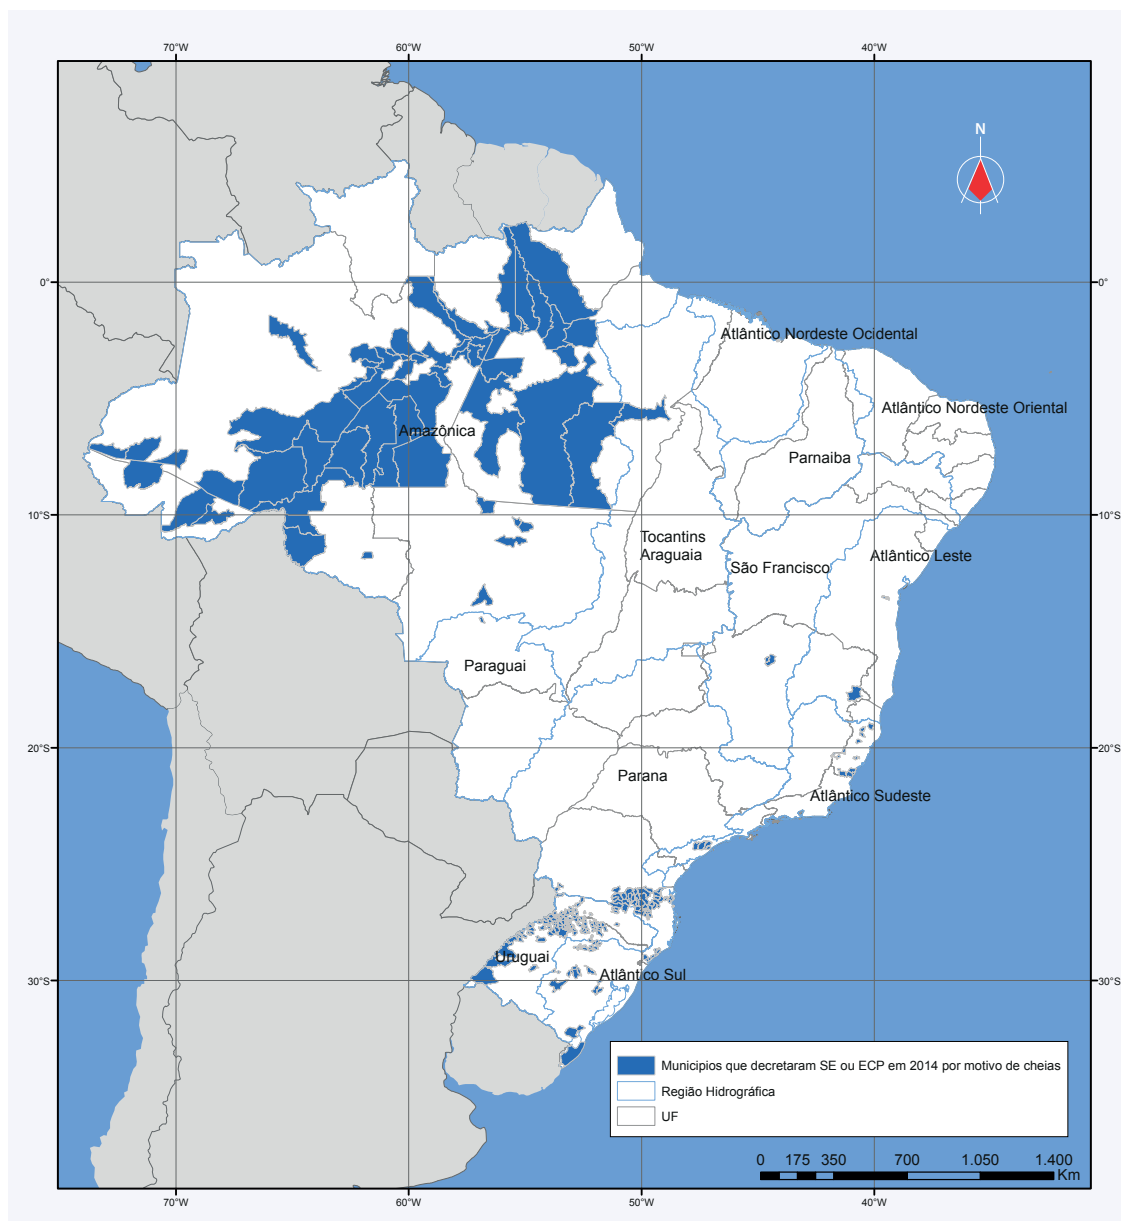 70°W 60°W 50°W 40°W
N
0° 0°
Atlântico Nordeste Ocidental
Atlântico Nordeste Oriental
Amazônica
Parnaiba
10°S 10°S
Tocantins
Araguaia
São Francisco
Atlântico Leste
Paraguai
20°S 20°S
Parana
Atlântico Sudeste
Uruguai
Atlântico Sul
30°S 30°S
Municipios que decretaram SE ou ECP em 2014 por motivo de cheias
Região Hidrográfica
UF
0 175 350 700 1.050 1.400
Km
70°W 60°W 50°W 40°W